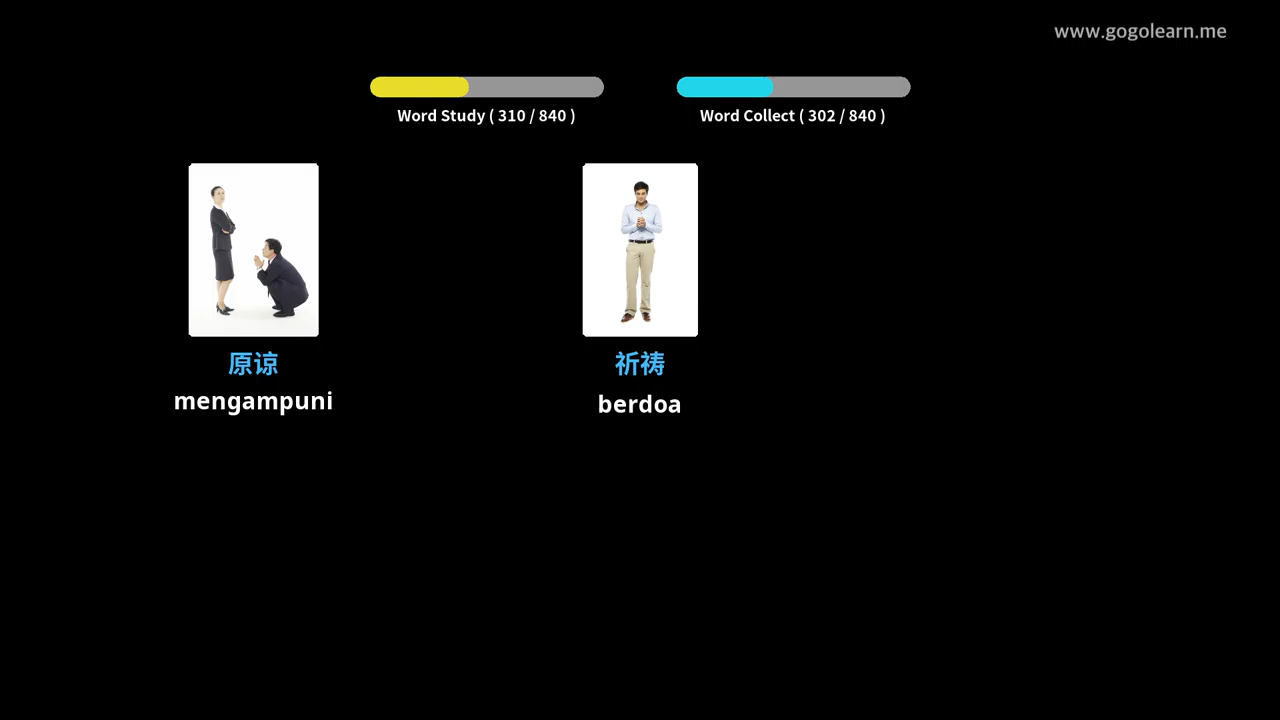 www.gogolearn.me
Word Study ( 310 / 840 )
Word Collect ( 302 / 840 )
原谅
mengampuni
祈祷
berdoa